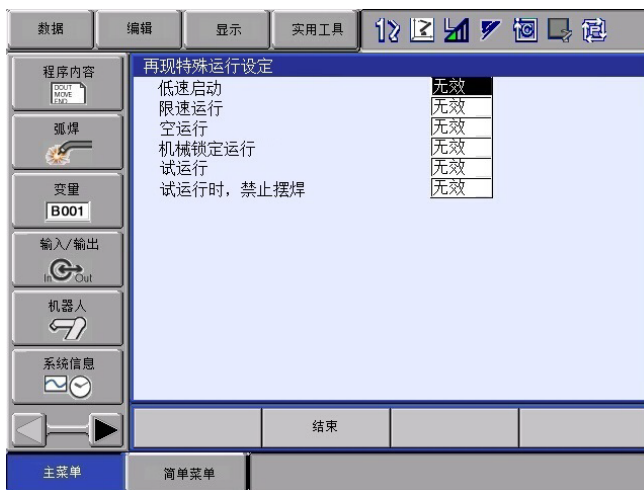 数据 编辑 显示 实用工具
程序内容
DOUT
MOVE
END
弧焊
变量
B001
输入/输出
In Out
机器人
系统信息
再现特殊运行设定
低速启动 无效
限速运行 无效
空运行 无效
机械锁定运行 无效
试运行 无效
试运行时，禁止摆焊 无效
结束
主菜单 简单菜单